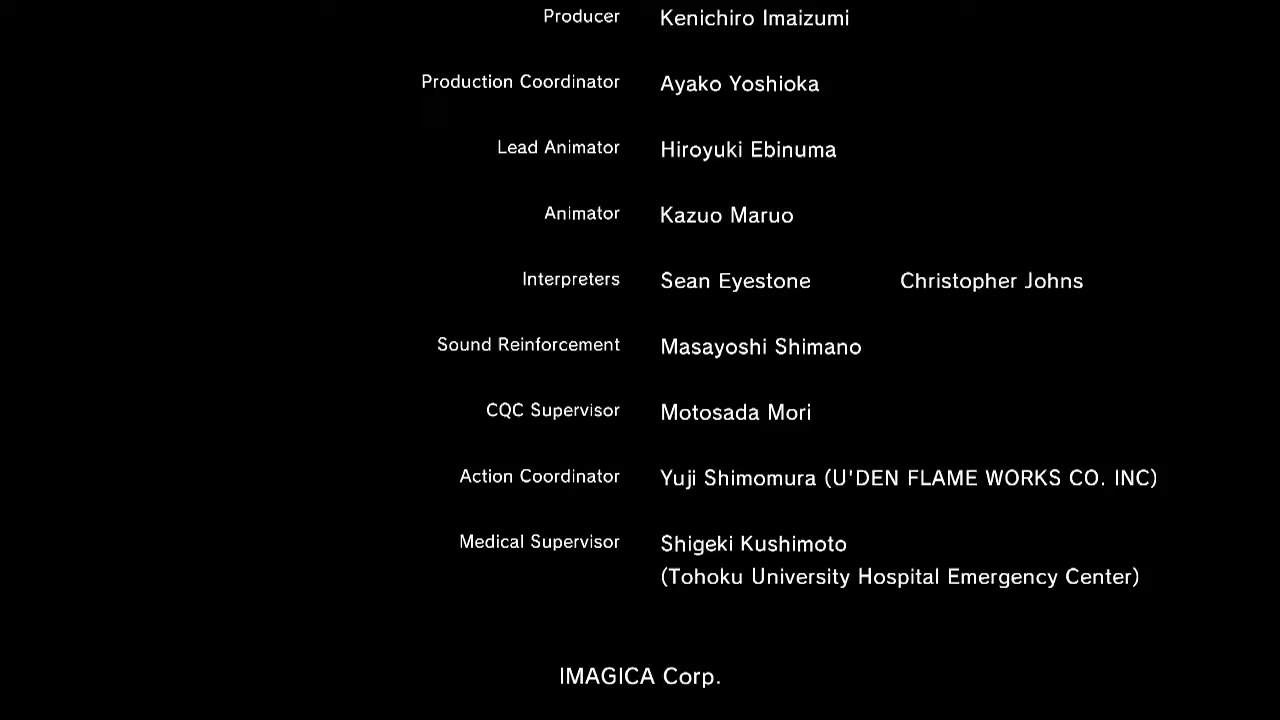 Producer Kenichiro Imaizumi
Production Coordinator Ayako Yoshioka
Lead Animator Hiroyuki Ebinuma
Animator Kazuo Maruo
Interpreters Sean Eyestone Christopher Johns
Sound Reinforcement Masayoshi Shimano
CQC Supervisor Motosada Mori
Action Coordinator Yuji Shimomura (U'DEN FLAME WORKS CO. INC)
Medical Supervisor Shigeki Kushimoto
(Tohoku University Hospital Emergency Center)
IMAGICA Corp.